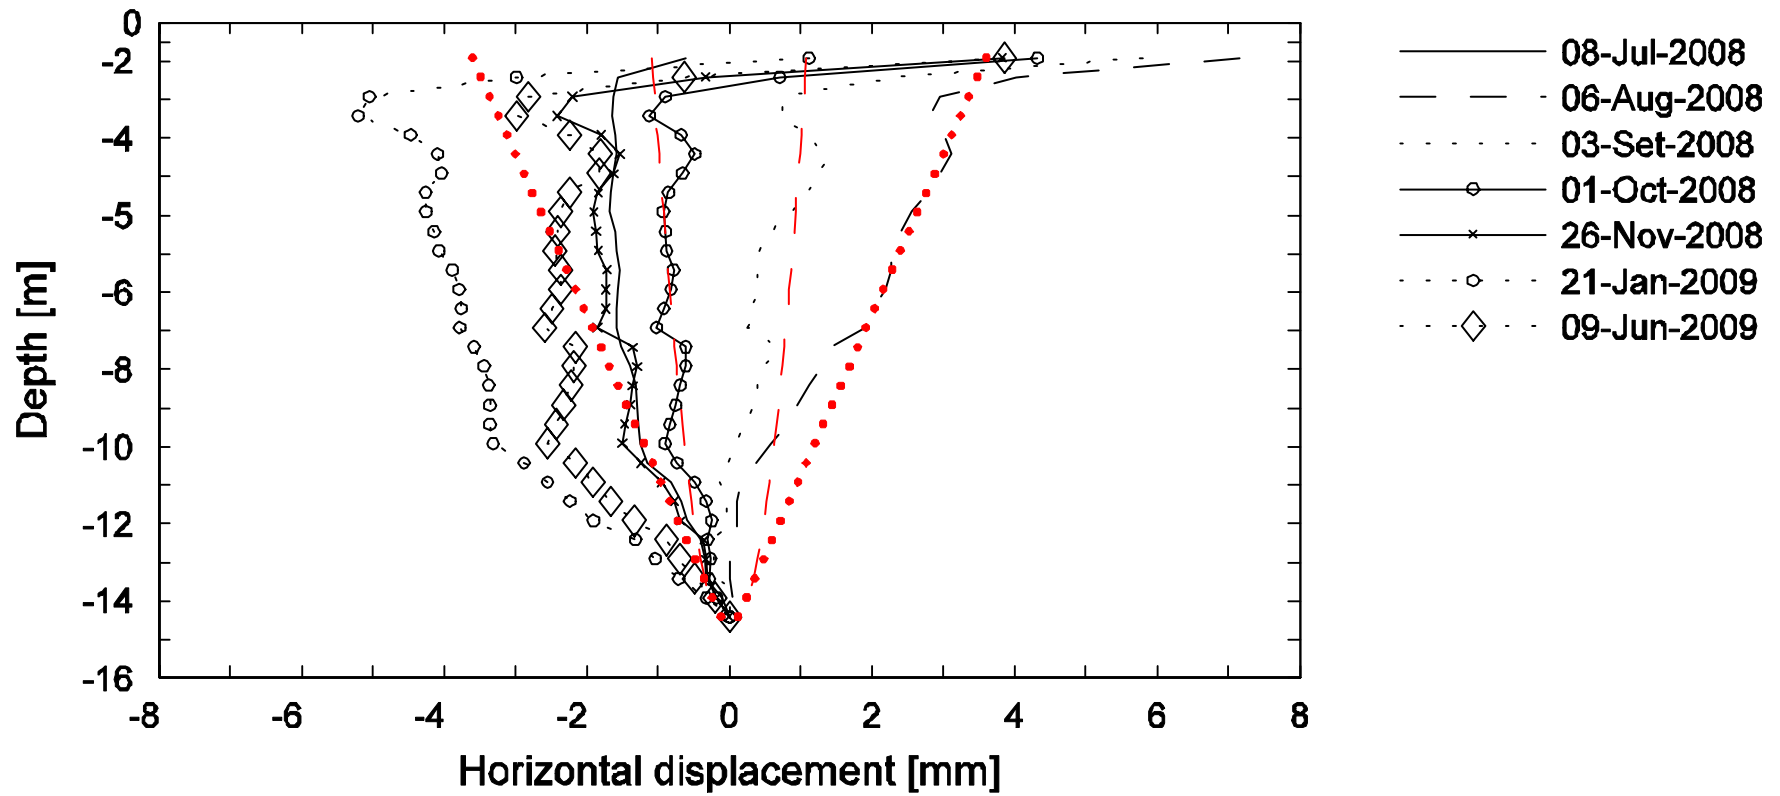 0
-2
-4
-5
-6
-8
-10
-12
-14
-16
-8 -6 -4 -2 0 2 4 6 8
Depth [m]
Horizontal displacement [mm]
08-Jul-2008
06-Aug-2008
03-Set-2008
01-Oct-2008
26-Nov-2008
21-Jan-2009
09-Jun-2009